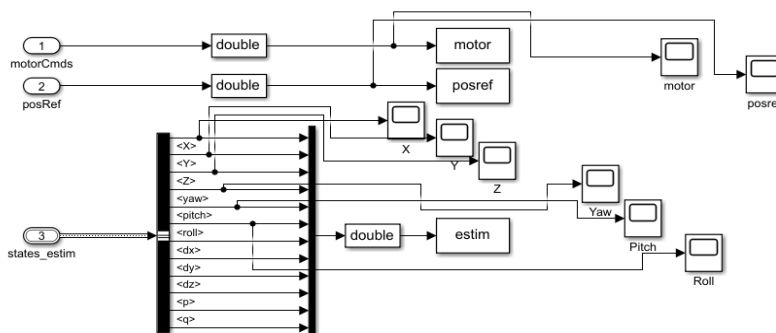 1
double
motor
motorCmds
motor
2
double
posref
posRef
posre
X
Y
Z
<X>
<Y>
<Z>
<yaw>
<pitch>
<roll>
<dx>
<dy>
<dz>
<p>
<q>
3
states_estim
double
estim
Yaw
Pitch
Roll